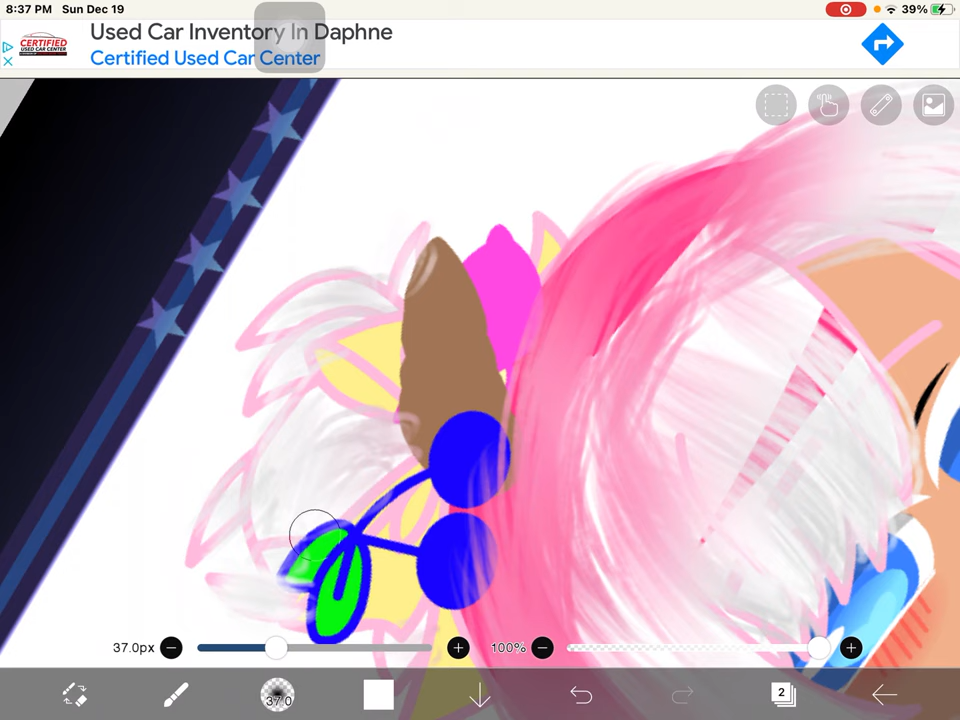 8:37 PM Sun Dec 19
39%
Used Car Inventory In Daphne
CERTIFIED
USED CAR CENTER
Certified Used Car Center
37.0px
100%
37.0
2